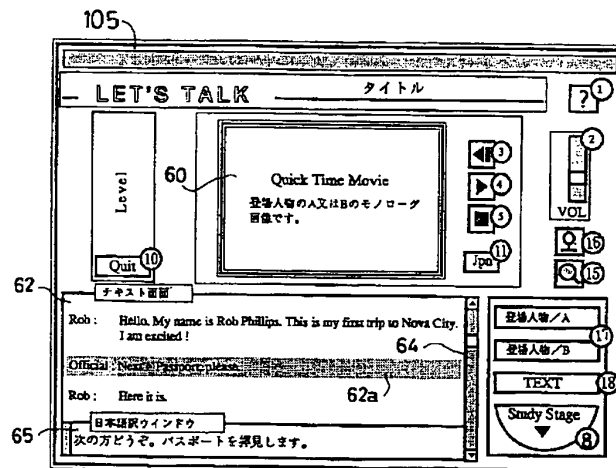 105
LET'S TALK タイトル
?
1
2
VOL
60
Level
Quick Time Movie
登場人物のA又はBのモノローグ
画像です。
3
4
5
Quit
10
Jpn
11
16
15
62
テキスト画面
Rob : Hello. My name is Rob Phillips. This is my first trip to Nova City.
I am excited !
64
Official : Next! Passport, please.
62a
Rob : Here it is.
65
日本語訳ウインドウ
次の方どうぞ。パスポートを拝見します。
登場人物/A
17
登場人物/B
TEXT
18
Study Stage
8